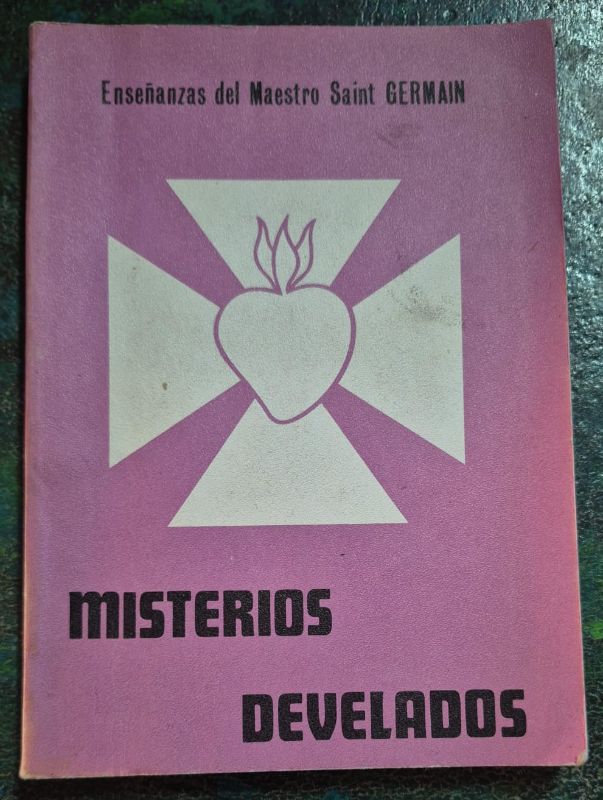 Enseñanzas del Maestro Saint GERMAIN
MISTERIOS
DEVELADOS